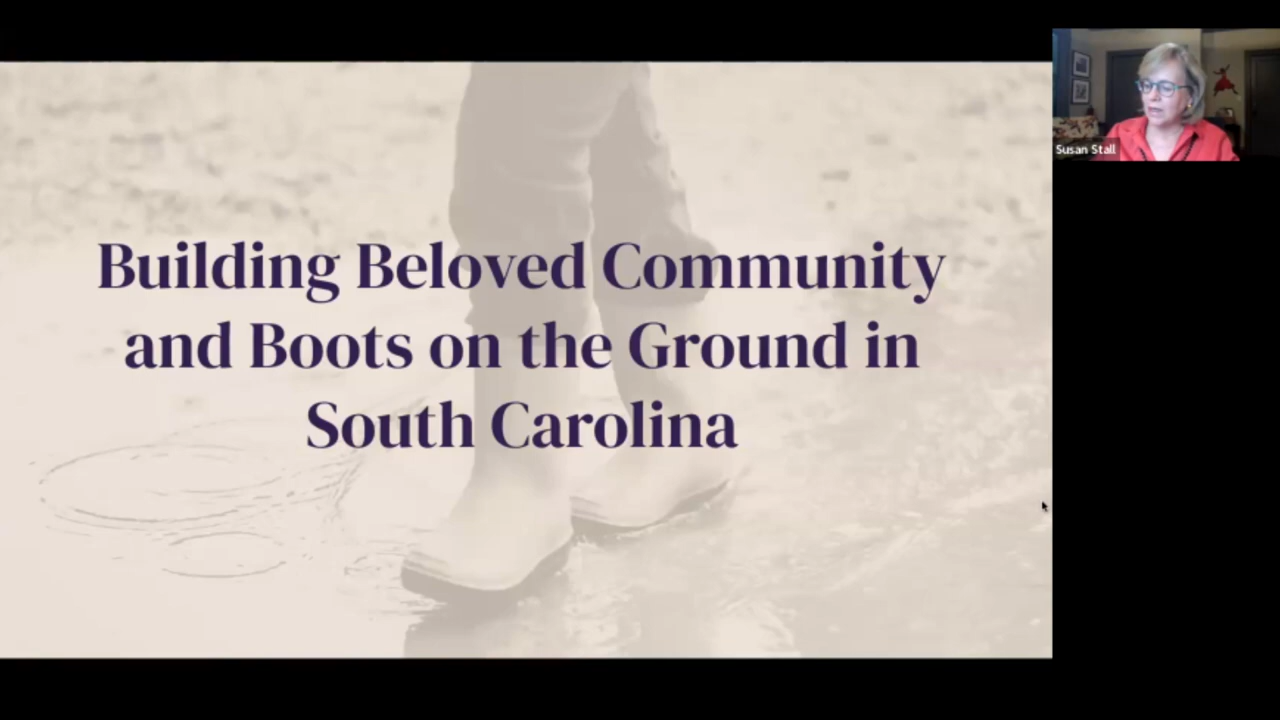 Building Beloved Community
and Boots on the Ground in
South Carolina
Susan Stall